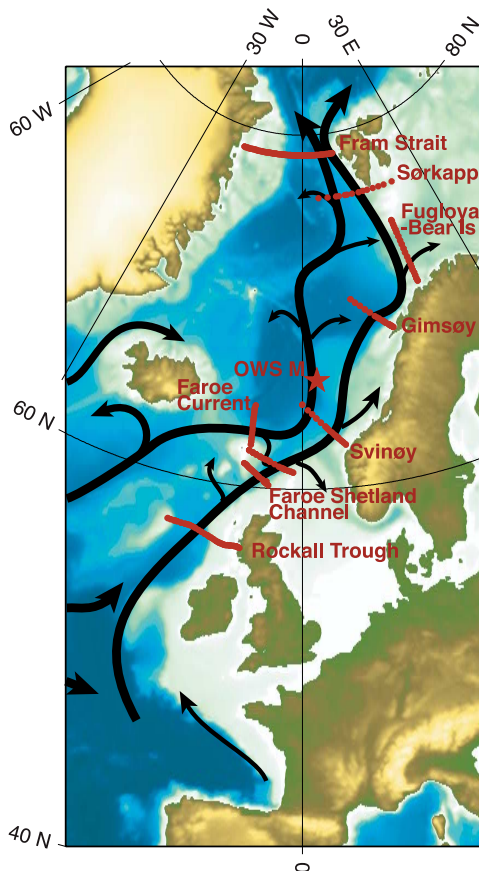 30 W
0
30 E
80 N
60 W
Fram Strait
Sørkapp
Fugloya
-Bear Is
Gimsøy
OWS M
Faroe
Current
60 N
Svinøy
Faroe Shetland
Channel
Rockall Trough
40 N
0